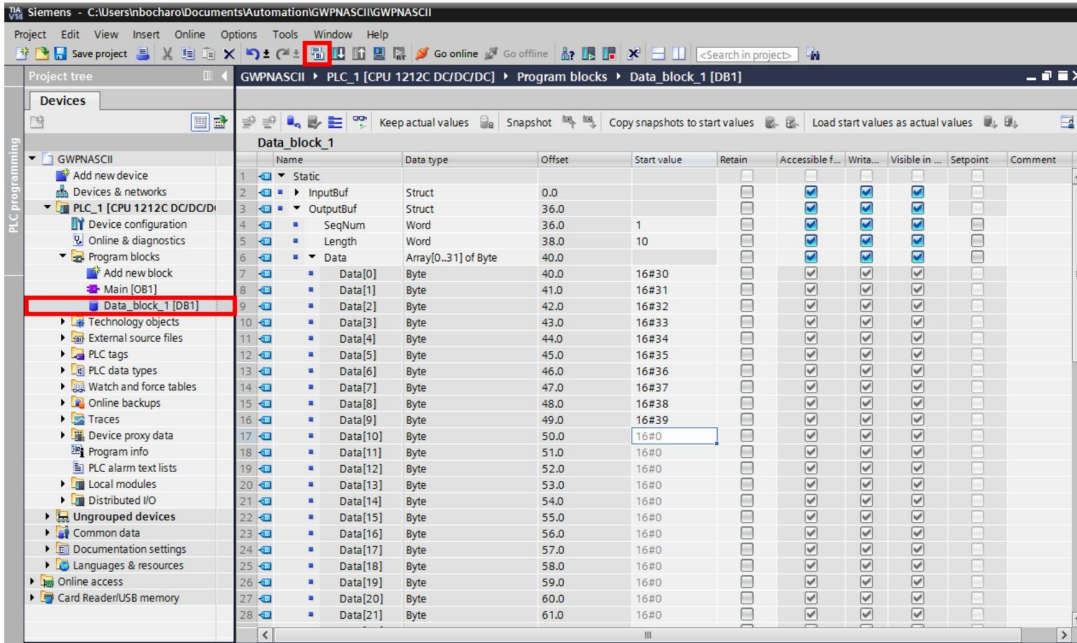 TIA V14 Siemens - C:\Users\nbocharo\Documents\Automation\GWPNASCII\GWPNASCII
Project Edit View Insert Online Options Tools Window Help
Save project Go online Go offline <Search in project>
Project tree
GWPNASCII PLC_1 [CPU 1212C DC/DC/DC] Program blocks Data_block_1 [DB1]
Devices
Keep actual values Snapshot Copy snapshots to start values Load start values as actual values
PLC programming
GWPNASCII
Add new device
Devices & networks
PLC_1 [CPU 1212C DC/DC/D
Device configuration
Online & diagnostics
Program blocks
Add new block
Main [OB1]
Data_block_1 [DB1]
Technology objects
External source files
PLC tags
PLC data types
Watch and force tables
Online backups
Traces
Device proxy data
Program info
PLC alarm text lists
Local modules
Distributed I/O
Ungrouped devices
Common data
Documentation settings
Languages & resources
Online access
Card Reader/USB memory
Data_block_1
Name Data type Offset Start value Retain Accessible f... Writa... Visible in ... Setpoint Comment
1 Static
2 InputBuf Struct 0.0
3 OutputBuf Struct 36.0
4 SeqNum Word 36.0 1
5 Length Word 38.0 10
6 Data Array[0..31] of Byte 40.0
7 Data[0] Byte 40.0 16#30
8 Data[1] Byte 41.0 16#31
9 Data[2] Byte 42.0 16#32
10 Data[3] Byte 43.0 16#33
11 Data[4] Byte 44.0 16#34
12 Data[5] Byte 45.0 16#35
13 Data[6] Byte 46.0 16#36
14 Data[7] Byte 47.0 16#37
15 Data[8] Byte 48.0 16#38
16 Data[9] Byte 49.0 16#39
17 Data[10] Byte 50.0 16#0
18 Data[11] Byte 51.0 16#0
19 Data[12] Byte 52.0 16#0
20 Data[13] Byte 53.0 16#0
21 Data[14] Byte 54.0 16#0
22 Data[15] Byte 55.0 16#0
23 Data[16] Byte 56.0 16#0
24 Data[17] Byte 57.0 16#0
25 Data[18] Byte 58.0 16#0
26 Data[19] Byte 59.0 16#0
27 Data[20] Byte 60.0 16#0
28 Data[21] Byte 61.0 16#0